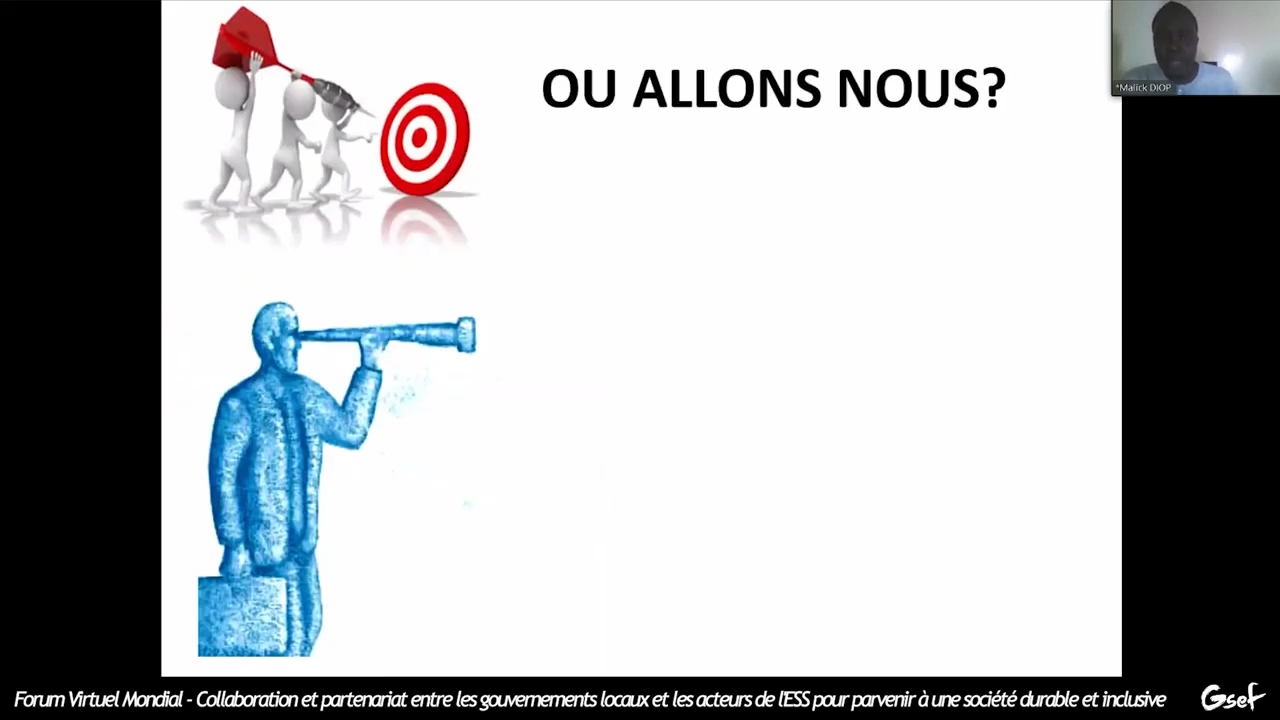 OU ALLONS NOUS?
*Malick DIOP
Forum Virtuel Mondial - Collaboration et partenariat entre les gouvernements locaux et les acteurs de l'ESS pour parvenir à une société durable et inclusive
Gsef